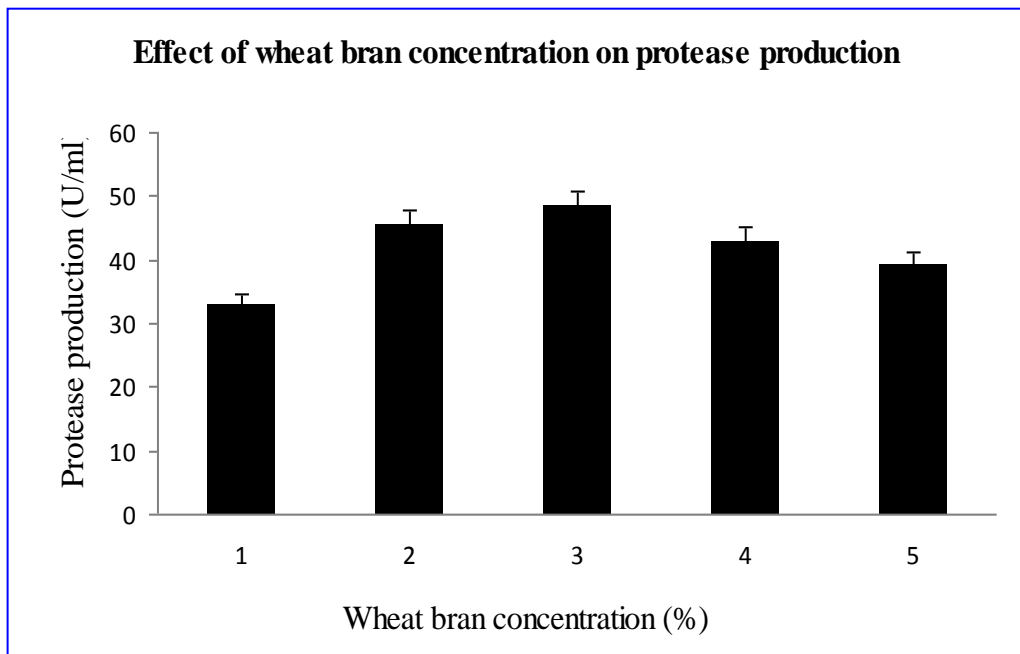 Effect of wheat bran concentration on protease production
Protease production (U/ml
60
50
40
30
20
10
0
1 2 3 4 5
Wheat bran concentration (%)